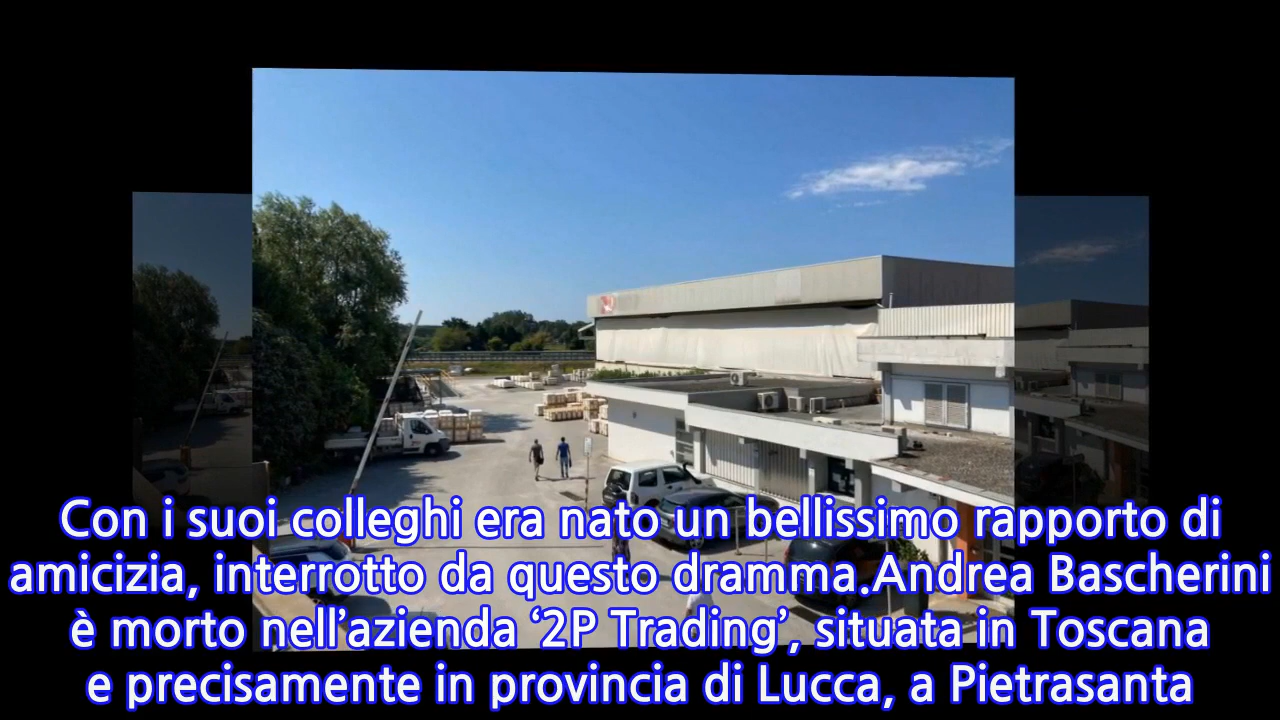 Con i suoi colleghi era nato un bellissimo rapporto di
amicizia, interrotto da questo dramma.Andrea Bascherini
è morto nell’azienda ‘2P Trading’, situata in Toscana
e precisamente in provincia di Lucca, a Pietrasanta